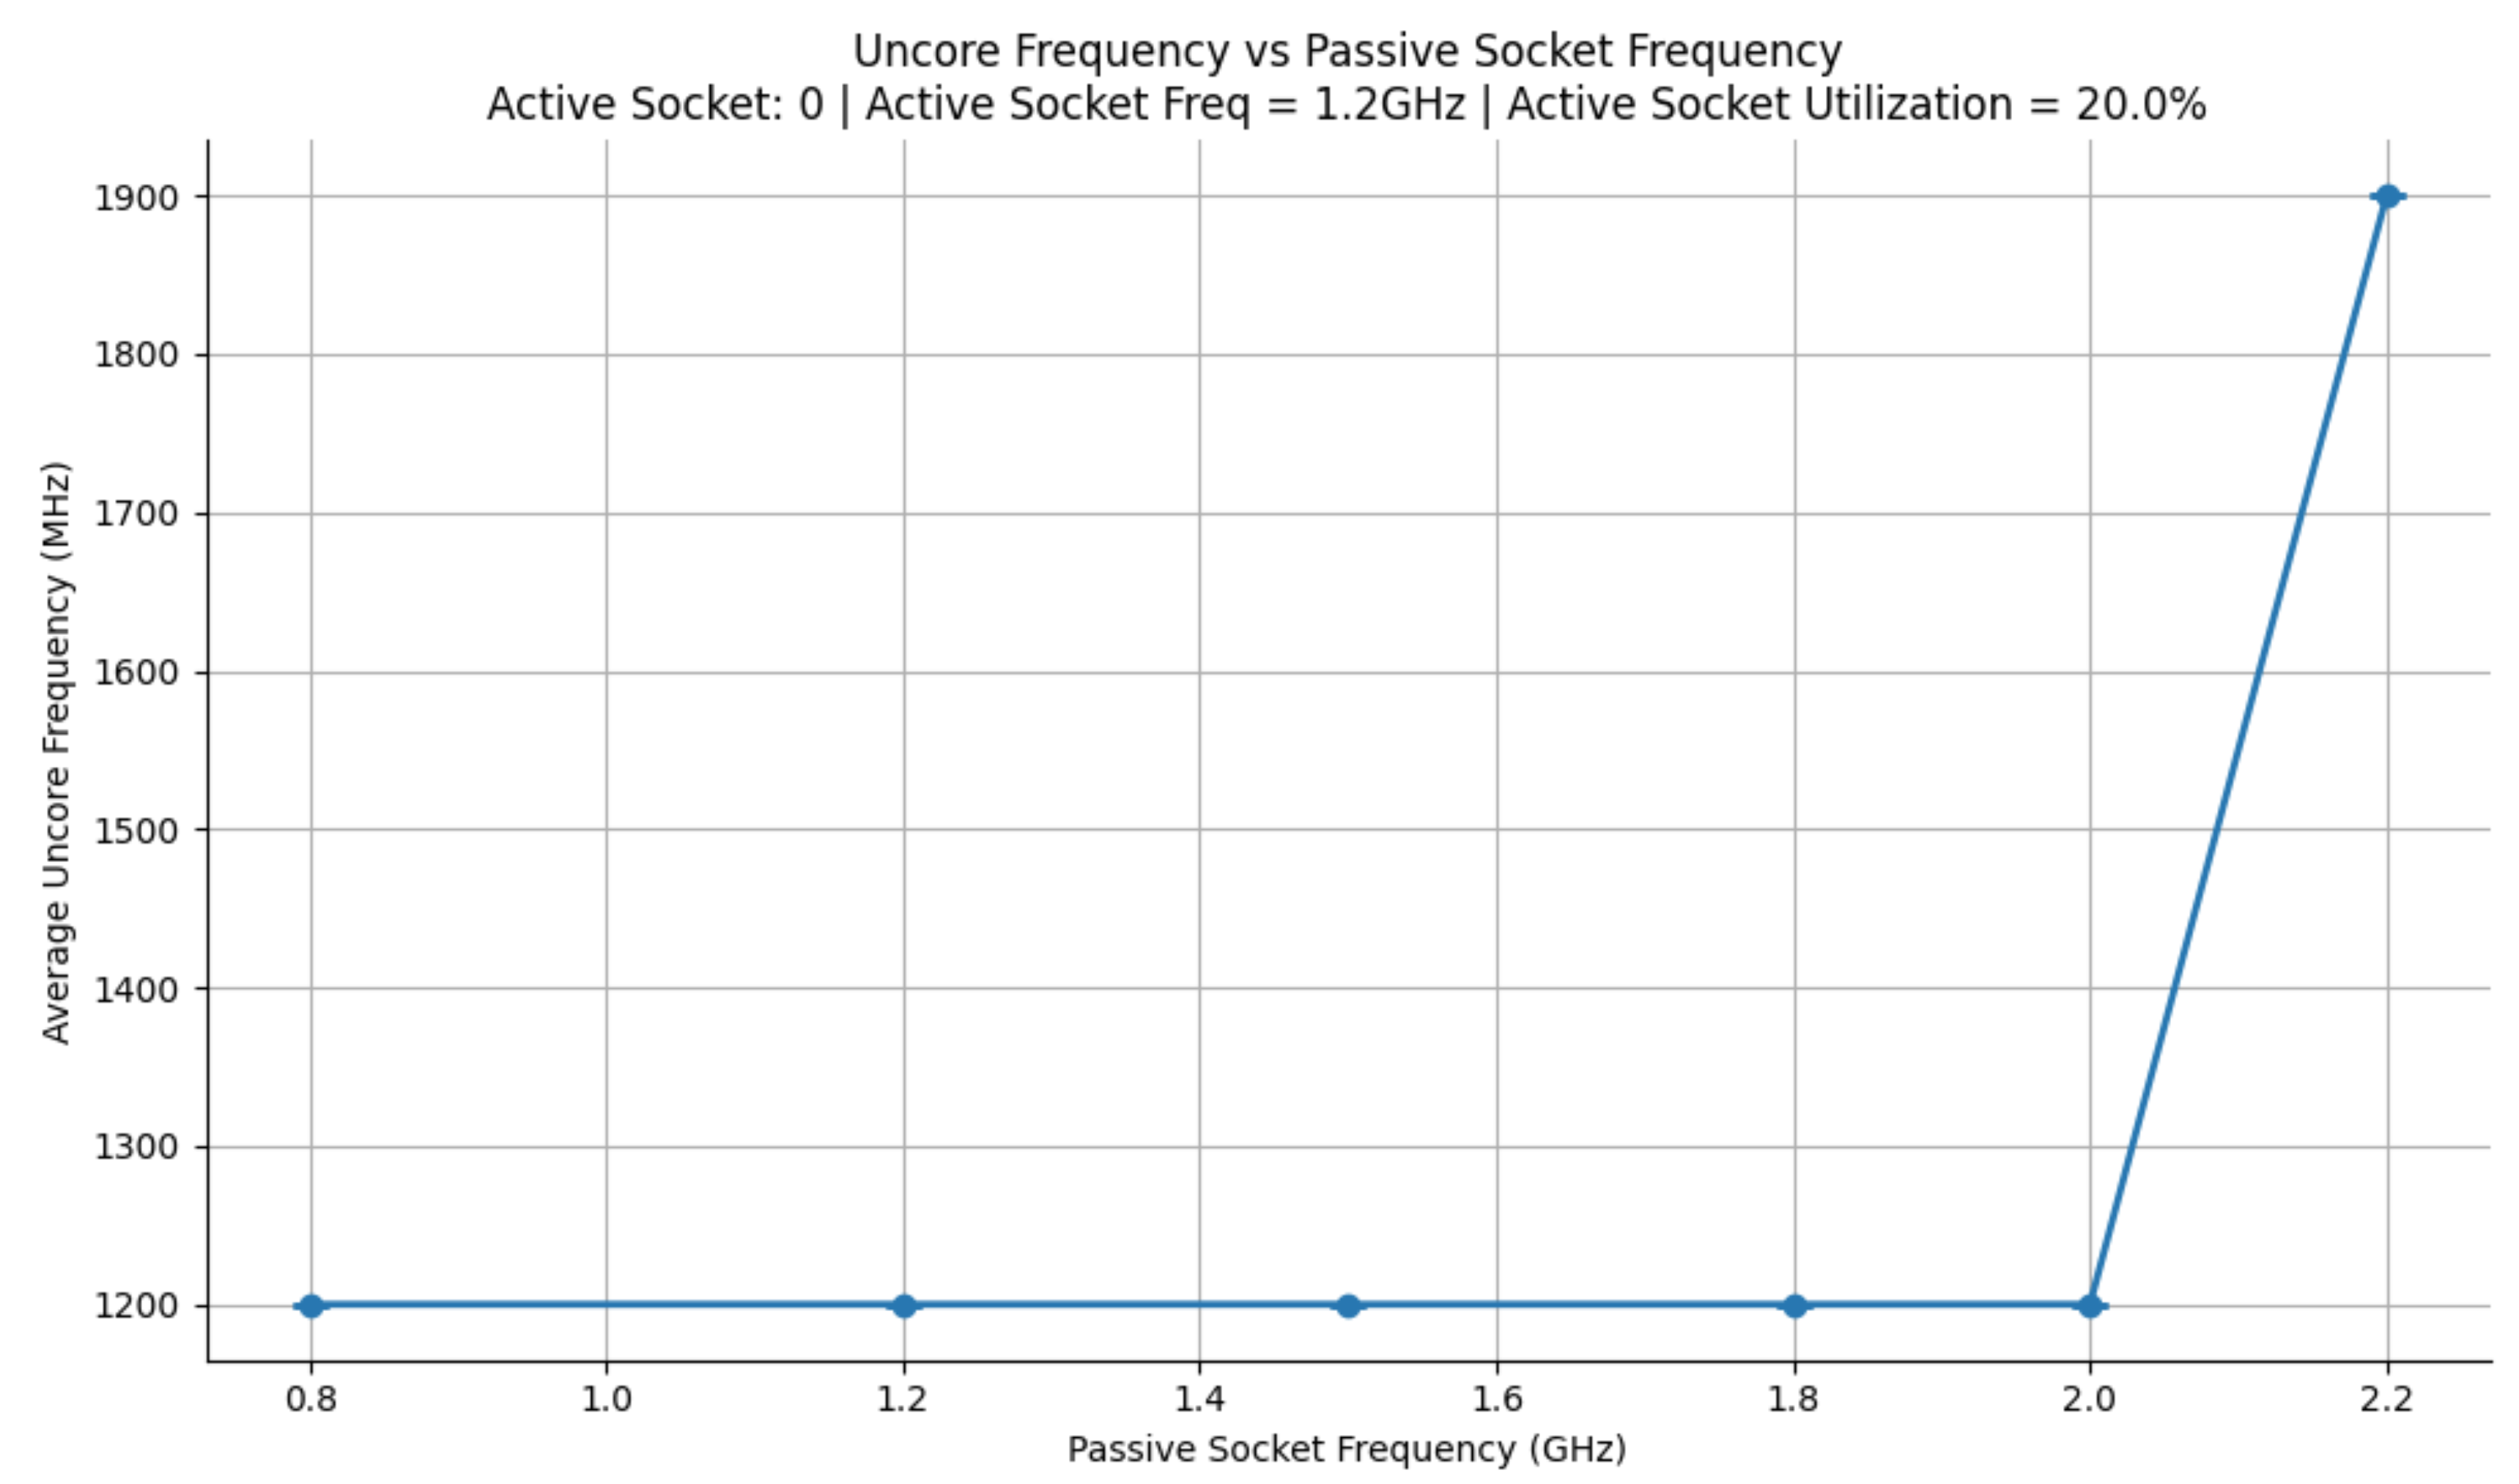 Uncore Frequency vs Passive Socket Frequency
Active Socket: 0 | Active Socket Freq = 1.2GHz | Active Socket Utilization = 20.0%
Average Uncore Frequency (MHz)
1900
1800
1700
1600
1500
1400
1300
1200
0.8 1.0 1.2 1.4 1.6 1.8 2.0 2.2
Passive Socket Frequency (GHz)